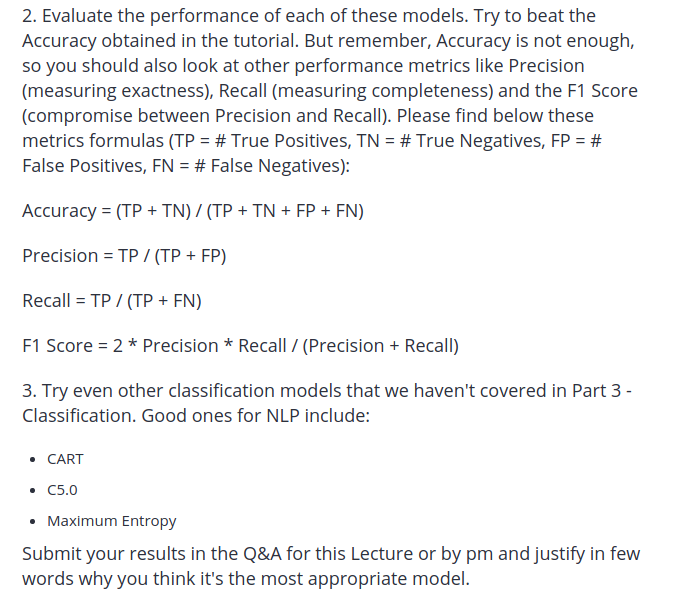 2. Evaluate the performance of each of these models. Try to beat the
Accuracy obtained in the tutorial. But remember, Accuracy is not enough,
so you should also look at other performance metrics like Precision
(measuring exactness), Recall (measuring completeness) and the F1 Score
(compromise between Precision and Recall). Please find below these
metrics formulas (TP = # True Positives, TN = # True Negatives, FP = #
False Positives, FN = # False Negatives):
Accuracy = (TP + TN) / (TP + TN + FP + FN)
Precision = TP / (TP + FP)
Recall = TP / (TP + FN)
F1 Score = 2 * Precision * Recall / (Precision + Recall)
3. Try even other classification models that we haven't covered in Part 3 -
Classification. Good ones for NLP include:
• CART
• C5.0
• Maximum Entropy
Submit your results in the Q&A for this Lecture or by pm and justify in few
words why you think it's the most appropriate model.